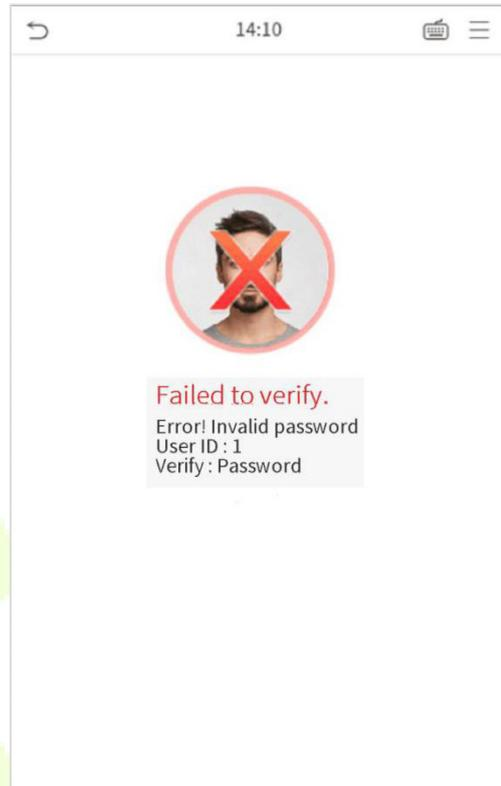 14:10
Failed to verify.
Error! Invalid password
User ID : 1
Verify : Password